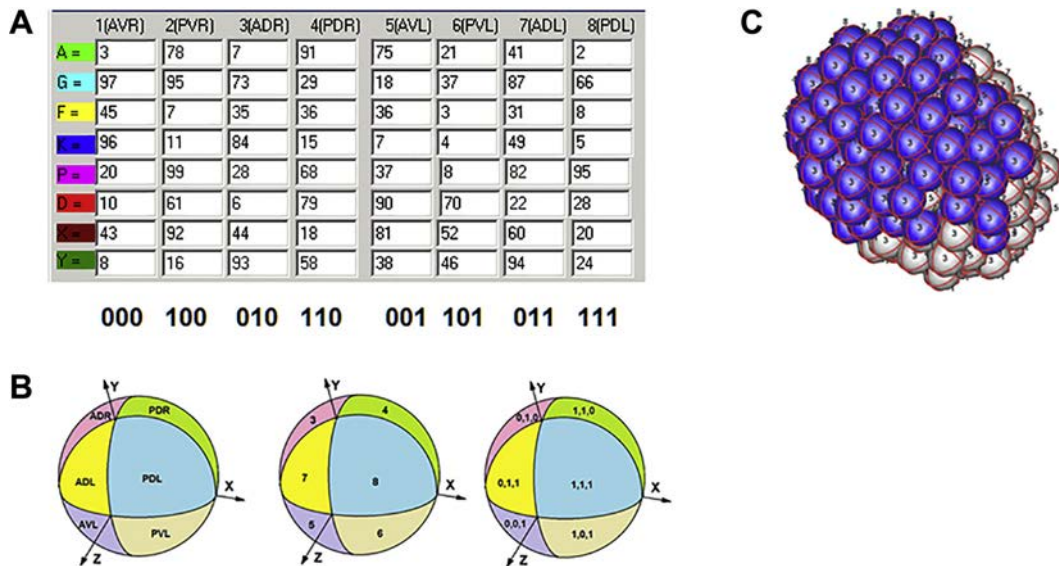 A
1(AVR) 2(PVR) 3(ADR) 4(PDR) 5(AVL) 6(PVL) 7(ADL) 8(PDL)
A = 3 78 7 91 75 21 41 2
G = 97 95 73 29 18 37 87 66
F = 45 7 35 36 36 3 31 8
K = 96 11 84 15 7 4 49 5
P = 20 99 28 68 37 8 82 95
D = 10 61 6 79 90 70 22 28
X = 43 92 44 18 81 52 60 20
Y = 8 16 93 58 38 46 94 24
000 100 010 110 001 101 011 111
B
Y
ADR PDR
ADL PDL
X
AVL PVL
Z
Y
3 4
7 8
X
5 6
Z
Y
0,1,0 1,1,0
0,1,1 1,1,1
X
0,0,1 1,0,1
Z
C